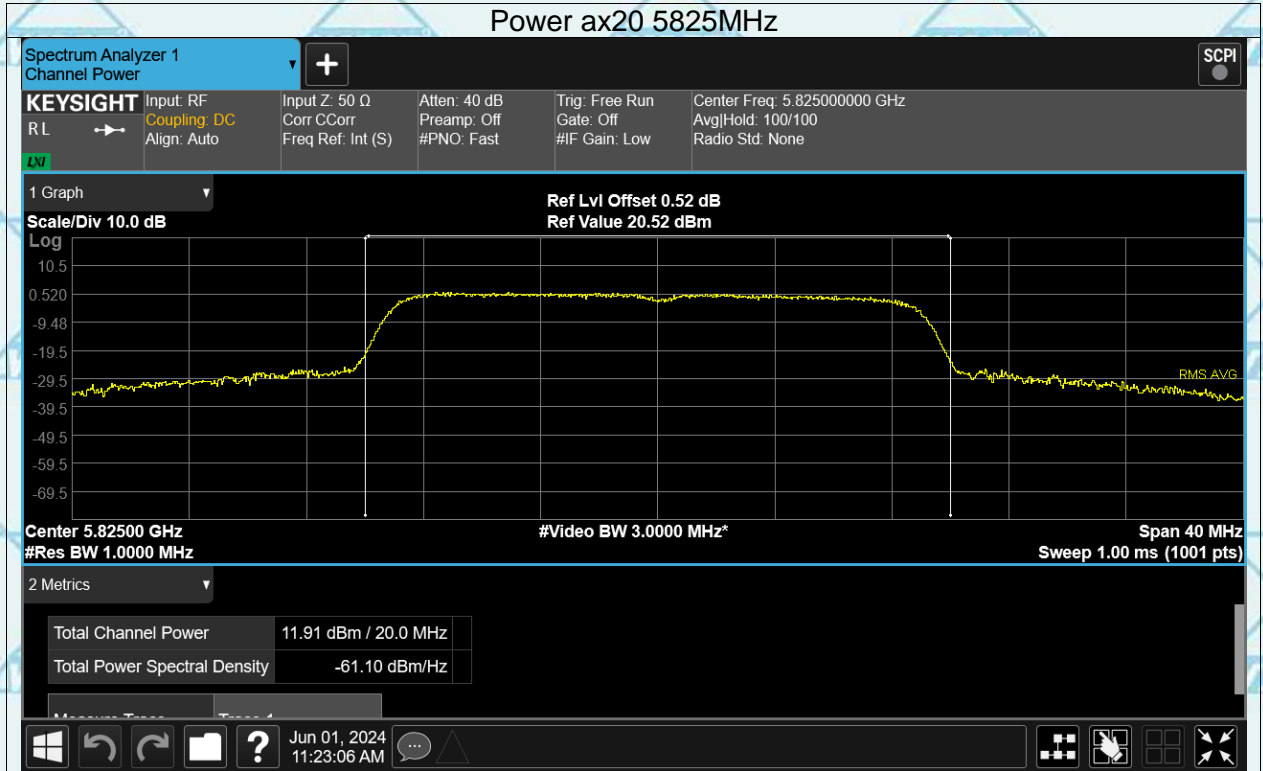 Power ax20 5825MHz
Spectrum Analyzer 1
Channel Power
SCPI
KEYSIGHT
RL
LXI
Input: RF
Coupling: DC
Align: Auto
Input Z: 50 Ω
Corr CCorr
Freq Ref: Int (S)
Atten: 40 dB
Preamp: Off
#PNO: Fast
Trig: Free Run
Gate: Off
#IF Gain: Low
Center Freq: 5.825000000 GHz
Avg|Hold: 100/100
Radio Std: None
1 Graph
Scale/Div 10.0 dB
Ref Lvl Offset 0.52 dB
Ref Value 20.52 dBm
Log
10.5
0.520
-9.48
-19.5
-29.5
-39.5
-49.5
-59.5
-69.5
RMS AVG
Center 5.82500 GHz
#Video BW 3.0000 MHz*
Span 40 MHz
#Res BW 1.0000 MHz
Sweep 1.00 ms (1001 pts)
2 Metrics
Total Channel Power 11.91 dBm / 20.0 MHz
Total Power Spectral Density -61.10 dBm/Hz
Measure Trace Trace 1
Jun 01, 2024
11:23:06 AM